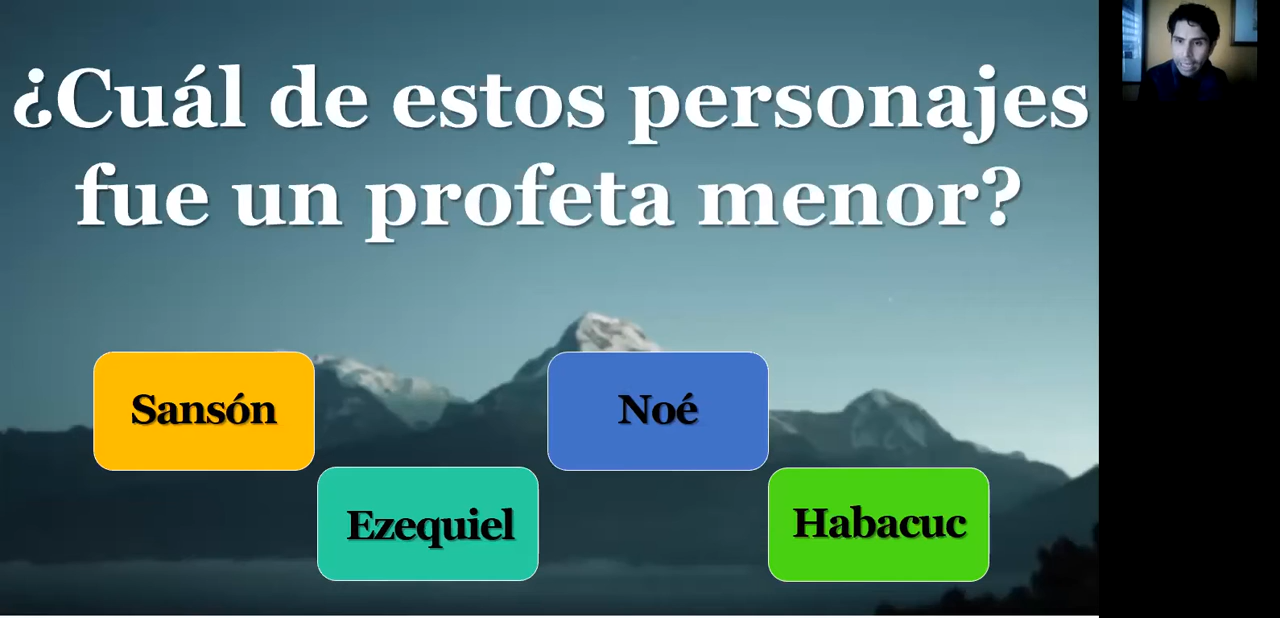 ¿Cuál de estos personajes
fue un profeta menor?
Sansón
Noé
Ezequiel
Habacuc